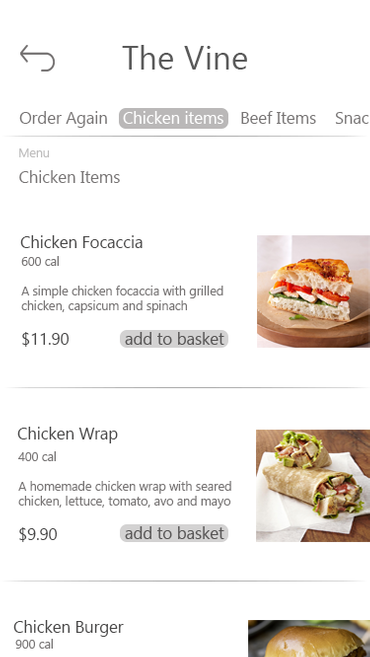 The Vine
Order Again Chicken items Beef Items Snac
Menu
Chicken Items
Chicken Focaccia
600 cal
A simple chicken focaccia with grilled
chicken, capsicum and spinach
$11.90 add to basket
Chicken Wrap
400 cal
A homemade chicken wrap with seared
chicken, lettuce, tomato, avo and mayo
$9.90 add to basket
Chicken Burger
900 cal